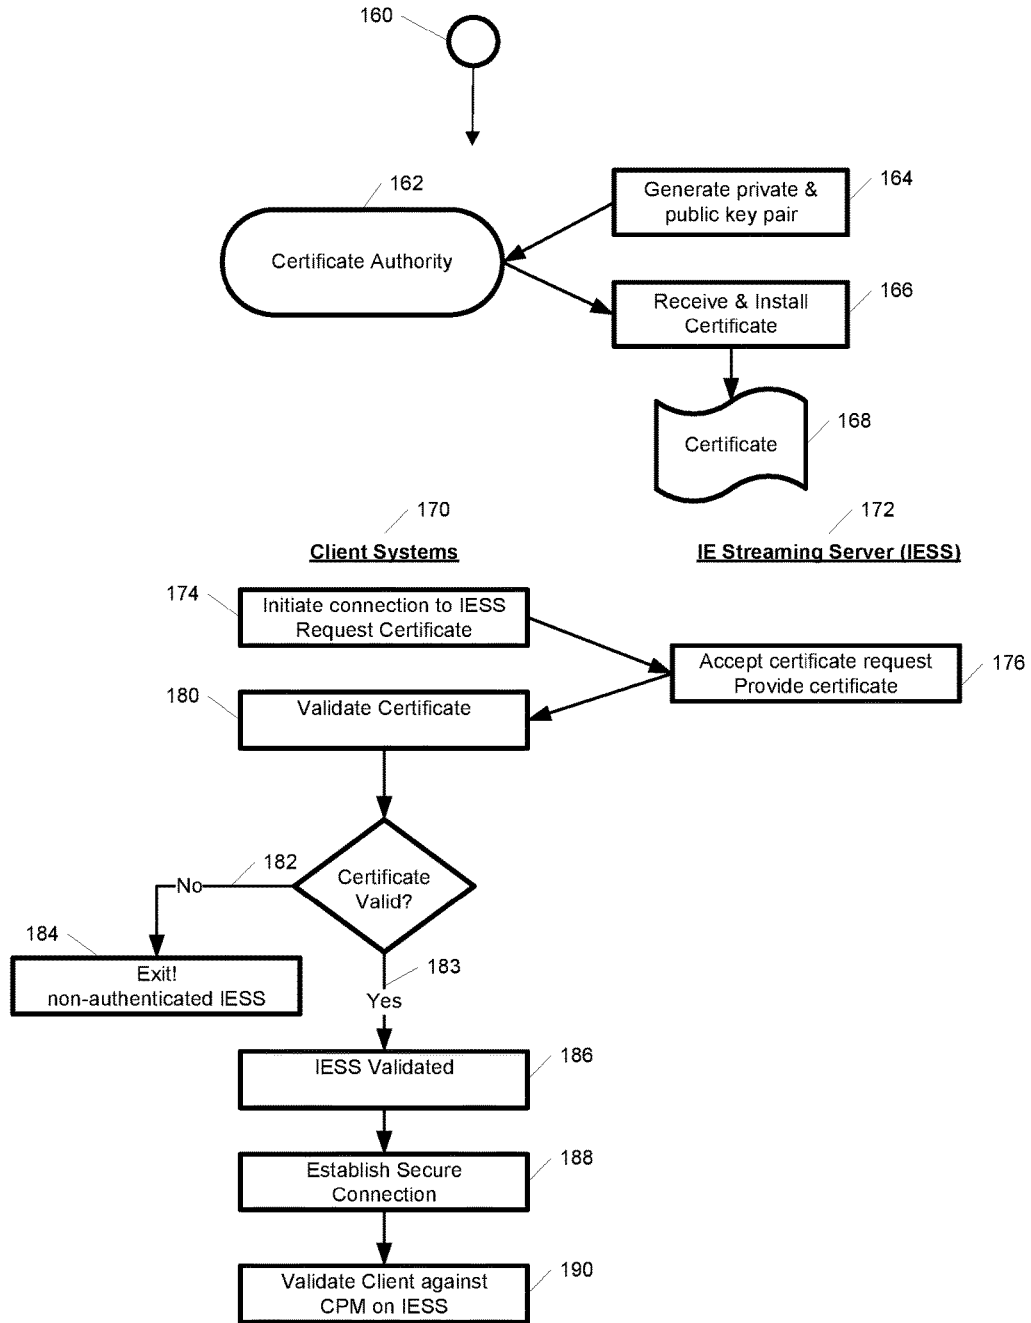 160
162
Certificate Authority
Generate private &
public key pair
164
Receive & Install
Certificate
166
Certificate
168
170
Client Systems
172
IE Streaming Server (IESS)
174
Initiate connection to IESS
Request Certificate
Accept certificate request
Provide certificate
176
180
Validate Certificate
Certificate
Valid?
182
No
184
Exit!
non-authenticated IESS
183
Yes
IESS Validated
186
Establish Secure
Connection
188
Validate Client against
CPM on IESS
190